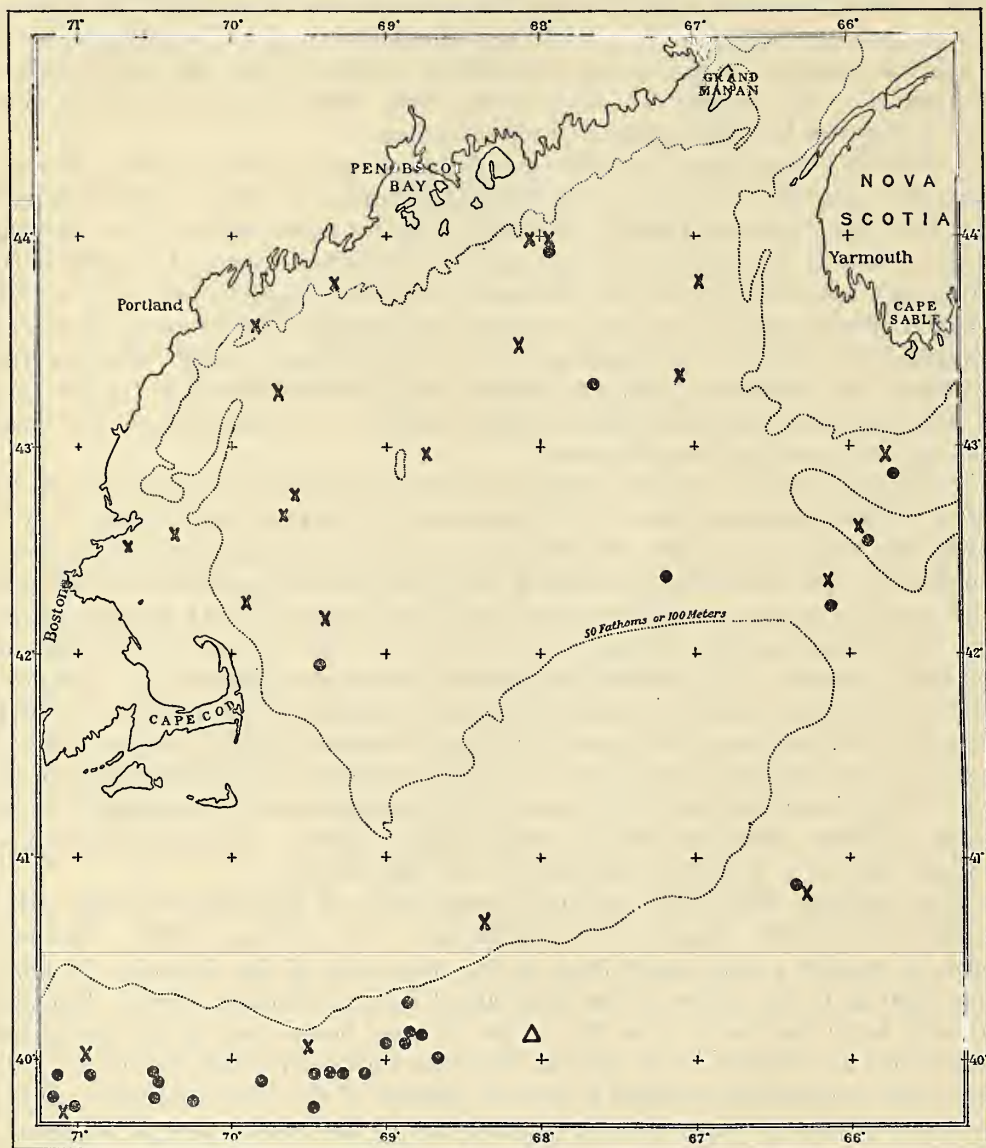 71° 70° 69° 68° 67° 66°
GRAND
MANAN
PENOBSCOT
BAY
NOVA
SCOTIA
44° 44°
Yarmouth
Portland
CAPE
SABLE
43° 43°
Boston
50 Fathoms or 100 Meters
42° 42°
CAPE COD
41° 41°
40° 40°
71° 70° 69° 68° 67° 66°